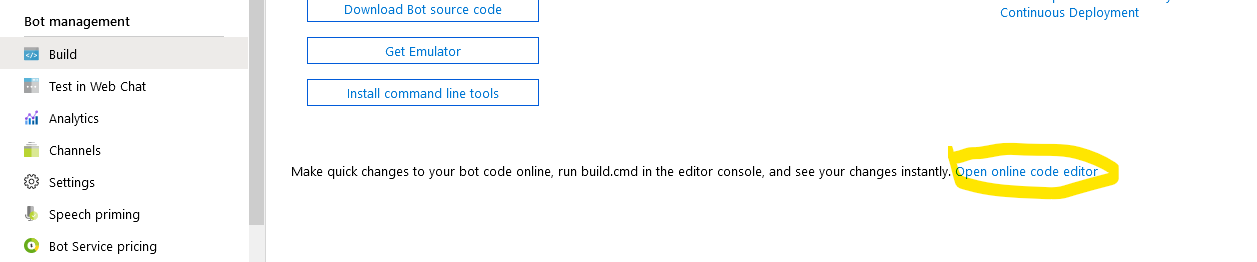 Bot management
Build
Test in Web Chat
Analytics
Channels
Settings
Speech priming
Bot Service pricing
Download Bot source code
Get Emulator
Install command line tools
Continuous Deployment
Make quick changes to your bot code online, run build.cmd in the editor console, and see your changes instantly. Open online code editor